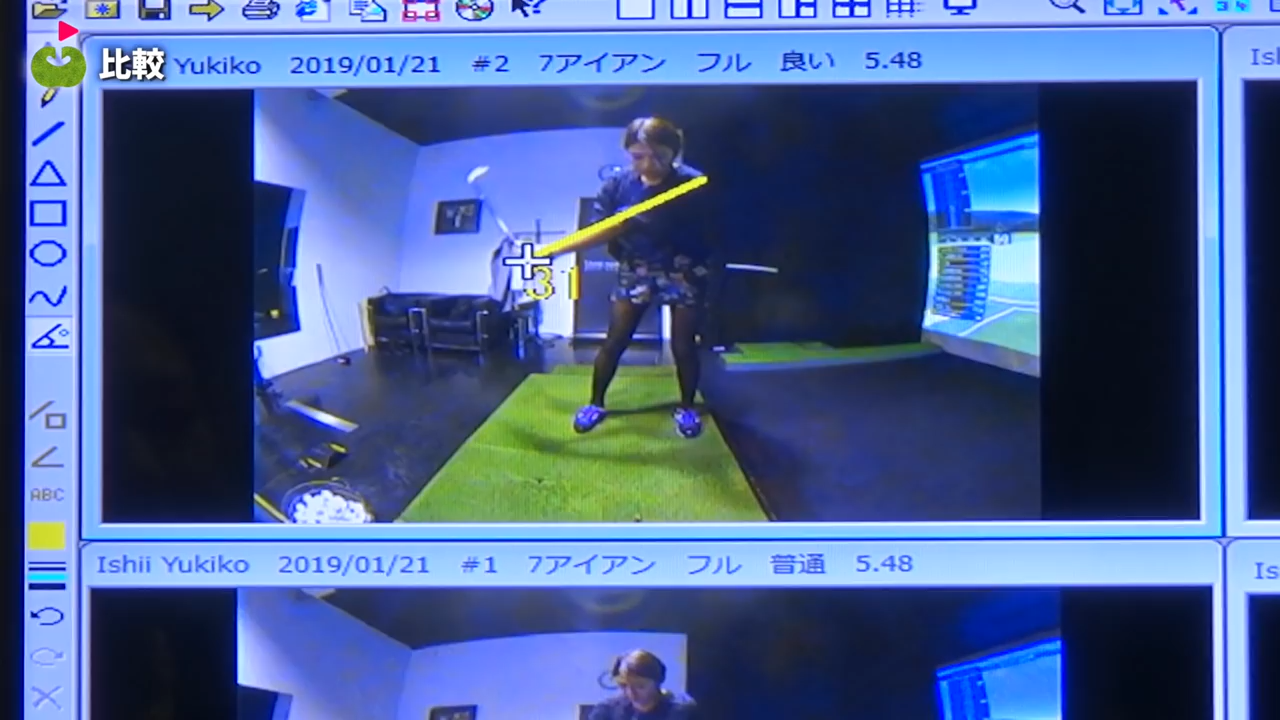 比較
Yukiko 2019/01/21 #2 7アイアン フル 良い 5.48
31
ABC
Ishii Yukiko 2019/01/21 #1 7アイアン フル 普通 5.48